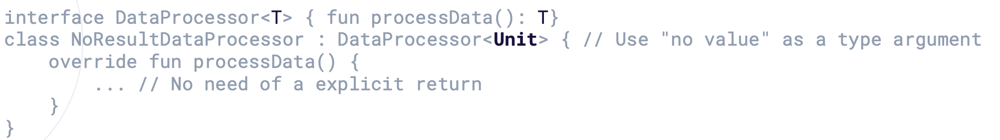 interface DataProcessor<T> { fun processData(): T}
class NoResultDataProcessor : DataProcessor<Unit> { // Use "no value" as a type argument
    override fun processData() {
        ... // No need of a explicit return
    }
}